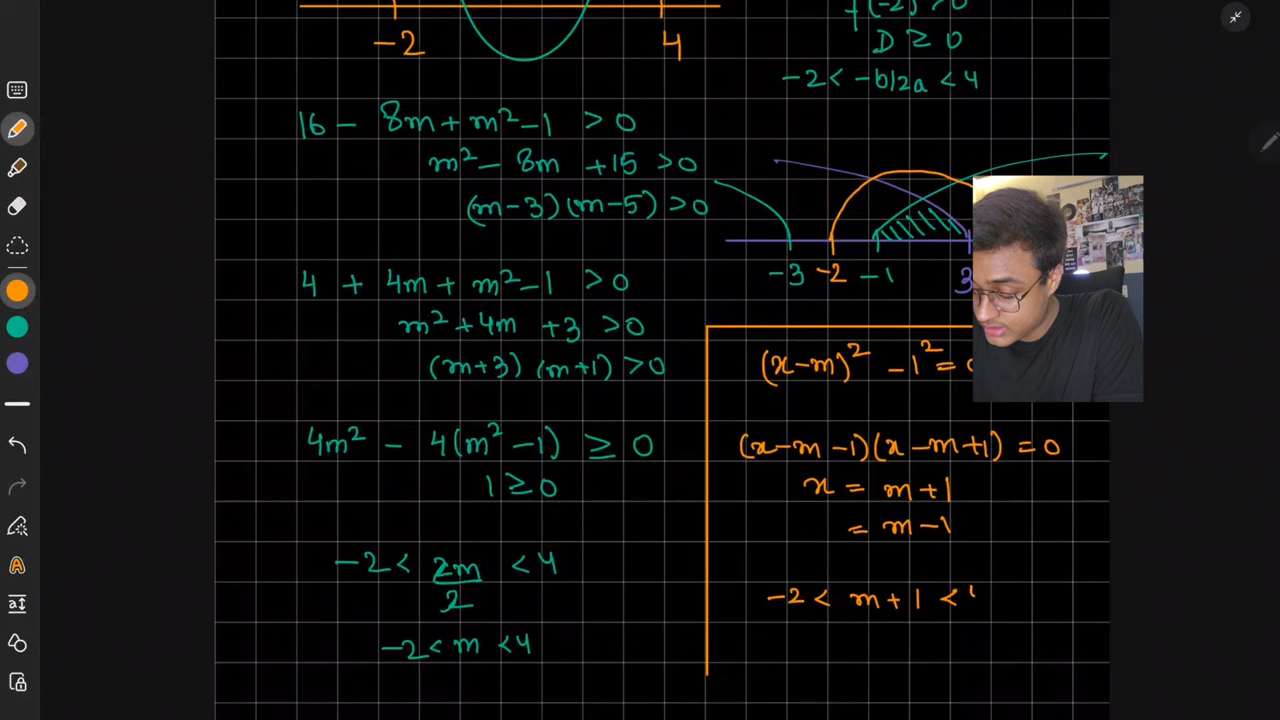 -2
4
f(-2) > 0
D ≥ 0
-2 < -b/2a < 4
16 - 8m + m² - 1 > 0
m² - 8m + 15 > 0
(m-3)(m-5) > 0
-3 -2 -1 3
4 + 4m + m² - 1 > 0
m² + 4m + 3 > 0
(m+3)(m+1) > 0
4m² - 4(m² - 1) ≥ 0
1 ≥ 0
-2 < 2m/2 < 4
-2 < m < 4
(x-m)² - 1² =
(x-m-1)(x-m+1) = 0
x = m+1
= m-1
-2 < m+1 <